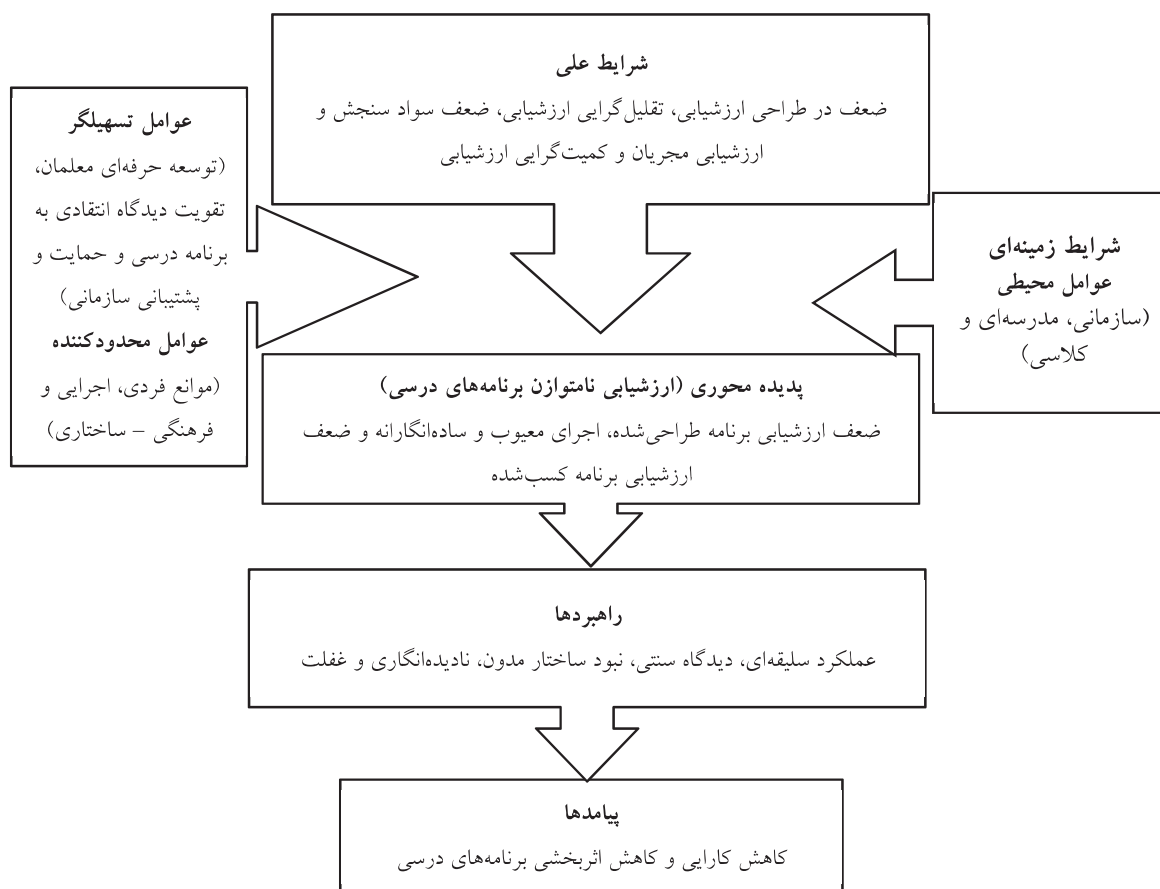 شرایط علی
ضعف در طراحی ارزشیابی، تقلیل‌گرایی ارزشیابی، ضعف سواد سنجش و
ارزشیابی مجریان و کمیت‌گرایی ارزشیابی
شرایط زمینه‌ای
عوامل محیطی
(سازمانی، مدرسه‌ای و
کلاسی)
عوامل تسهیلگر
(توسعه حرفه‌ای معلمان،
تقویت دیدگاه انتقادی به
برنامه درسی و حمایت و
پشتیبانی سازمانی)
عوامل محدودکننده
(موانع فردی، اجرایی و
فرهنگی – ساختاری)
پدیده محوری (ارزشیابی نامتوازن برنامه‌های درسی)
ضعف ارزشیابی برنامه طراحی‌شده، اجرای معیوب و ساده‌انگارانه و ضعف
ارزشیابی برنامه کسب‌شده
راهبردها
عملکرد سلیقه‌ای، دیدگاه سنتی، نبود ساختار مدون، نادیده‌انگاری و غفلت
پیامدها
کاهش کارایی و کاهش اثربخشی برنامه‌های درسی